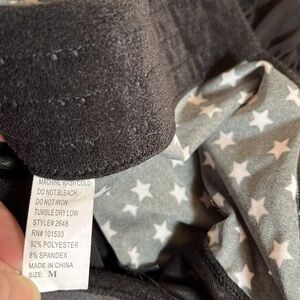 MACHINE WASH COLD
DO NOT BLEACH
DO NOT IRON
TUMBLE DRY LOW
STYLE# 2648
RN# 101533
92% POLYESTER
8% SPANDEX
MADE IN CHINA
SIZE: M